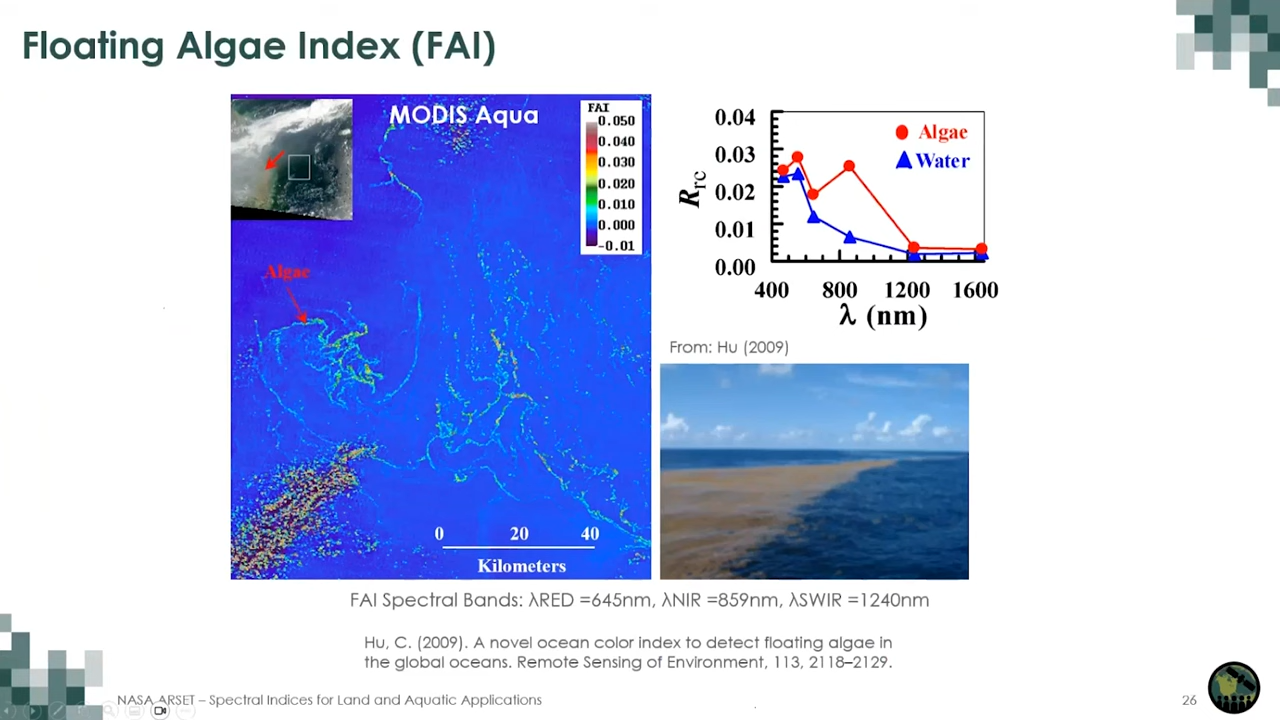 Floating Algae Index (FAI)
MODIS Aqua
FAI
0.050
0.040
0.030
0.020
0.010
0.000
-0.01
Algae
0 20 40
Kilometers
0.04
0.03
0.02
0.01
0.00
Rrc
Algae
Water
400 800 1200 1600
λ (nm)
From: Hu (2009)
FAI Spectral Bands: λRED =645nm, λNIR =859nm, λSWIR =1240nm
Hu, C. (2009). A novel ocean color index to detect floating algae in
the global oceans. Remote Sensing of Environment, 113, 2118–2129.
NASA ARSET – Spectral Indices for Land and Aquatic Applications
26